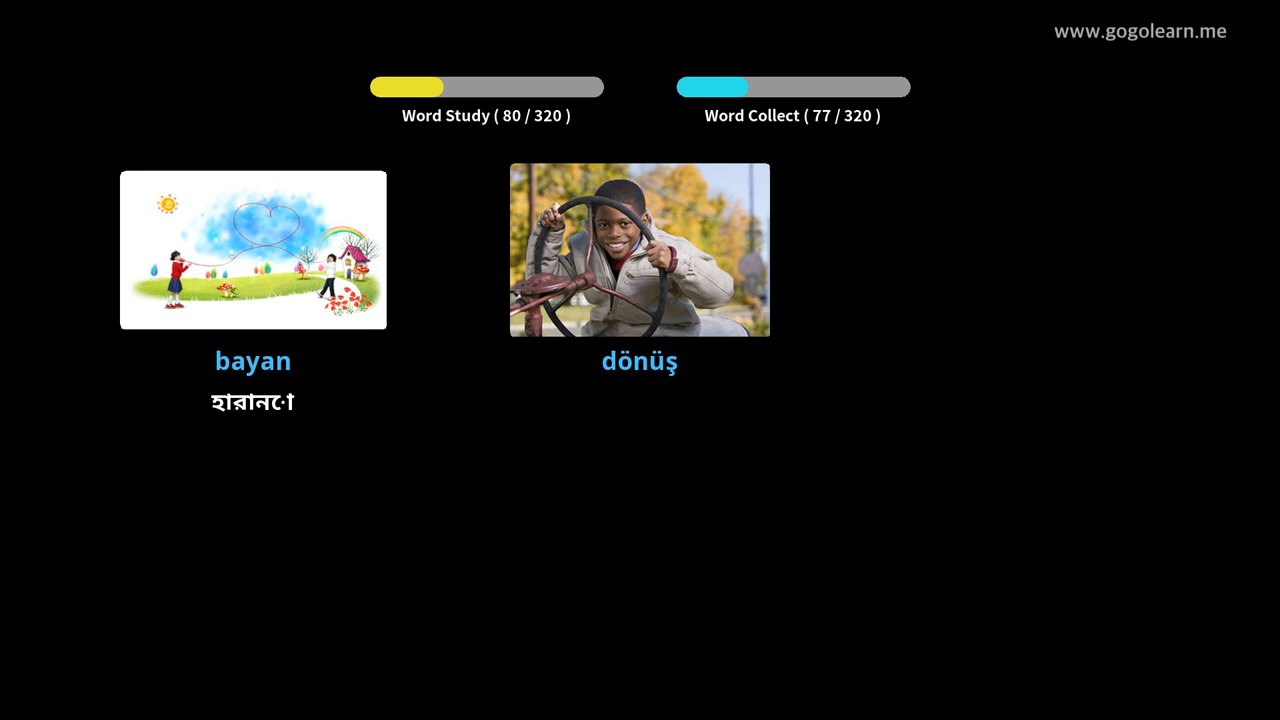 www.gogolearn.me
Word Study ( 80 / 320 )
Word Collect ( 77 / 320 )
bayan
dönüş
হারানো